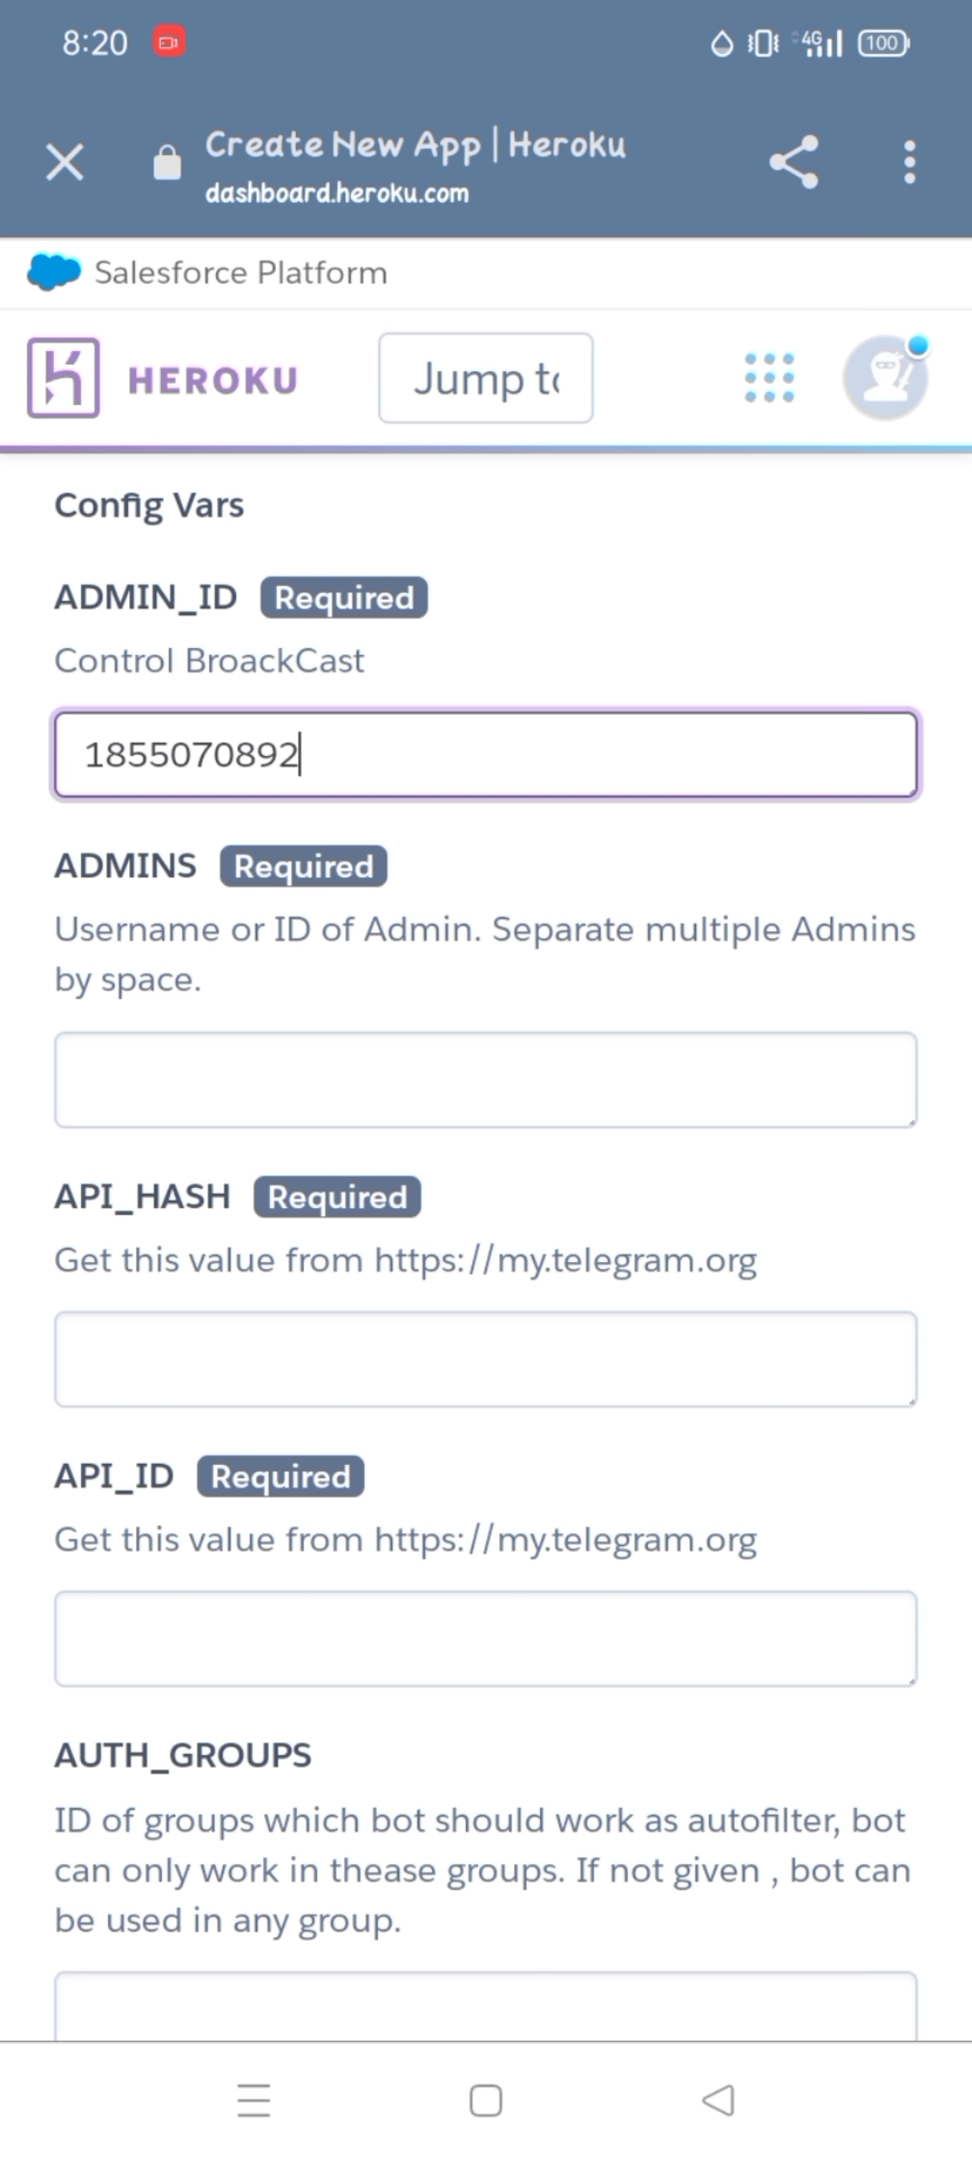 8:20
4G
100
Create New App | Heroku
dashboard.heroku.com
Salesforce Platform
HEROKU
Jump to
Config Vars
ADMIN_ID Required
Control BroackCast
1855070892
ADMINS Required
Username or ID of Admin. Separate multiple Admins
by space.
API_HASH Required
Get this value from https://my.telegram.org
API_ID Required
Get this value from https://my.telegram.org
AUTH_GROUPS
ID of groups which bot should work as autofilter, bot
can only work in thease groups. If not given , bot can
be used in any group.